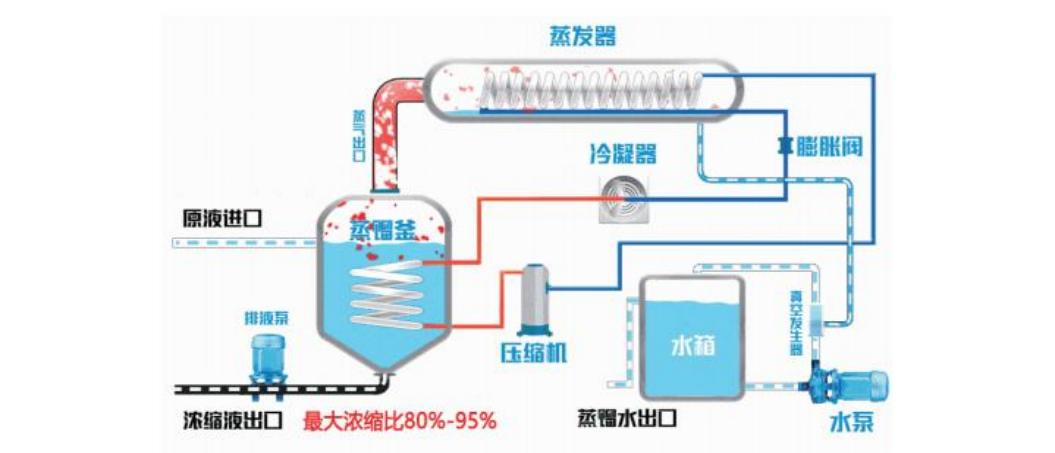 蒸发器
蒸气出口
膨胀阀
冷凝器
原液进口
蒸馏釜
真空发生器
排液泵
水箱
压缩机
浓缩液出口
最大浓缩比80%-95%
蒸馏水出口
水泵